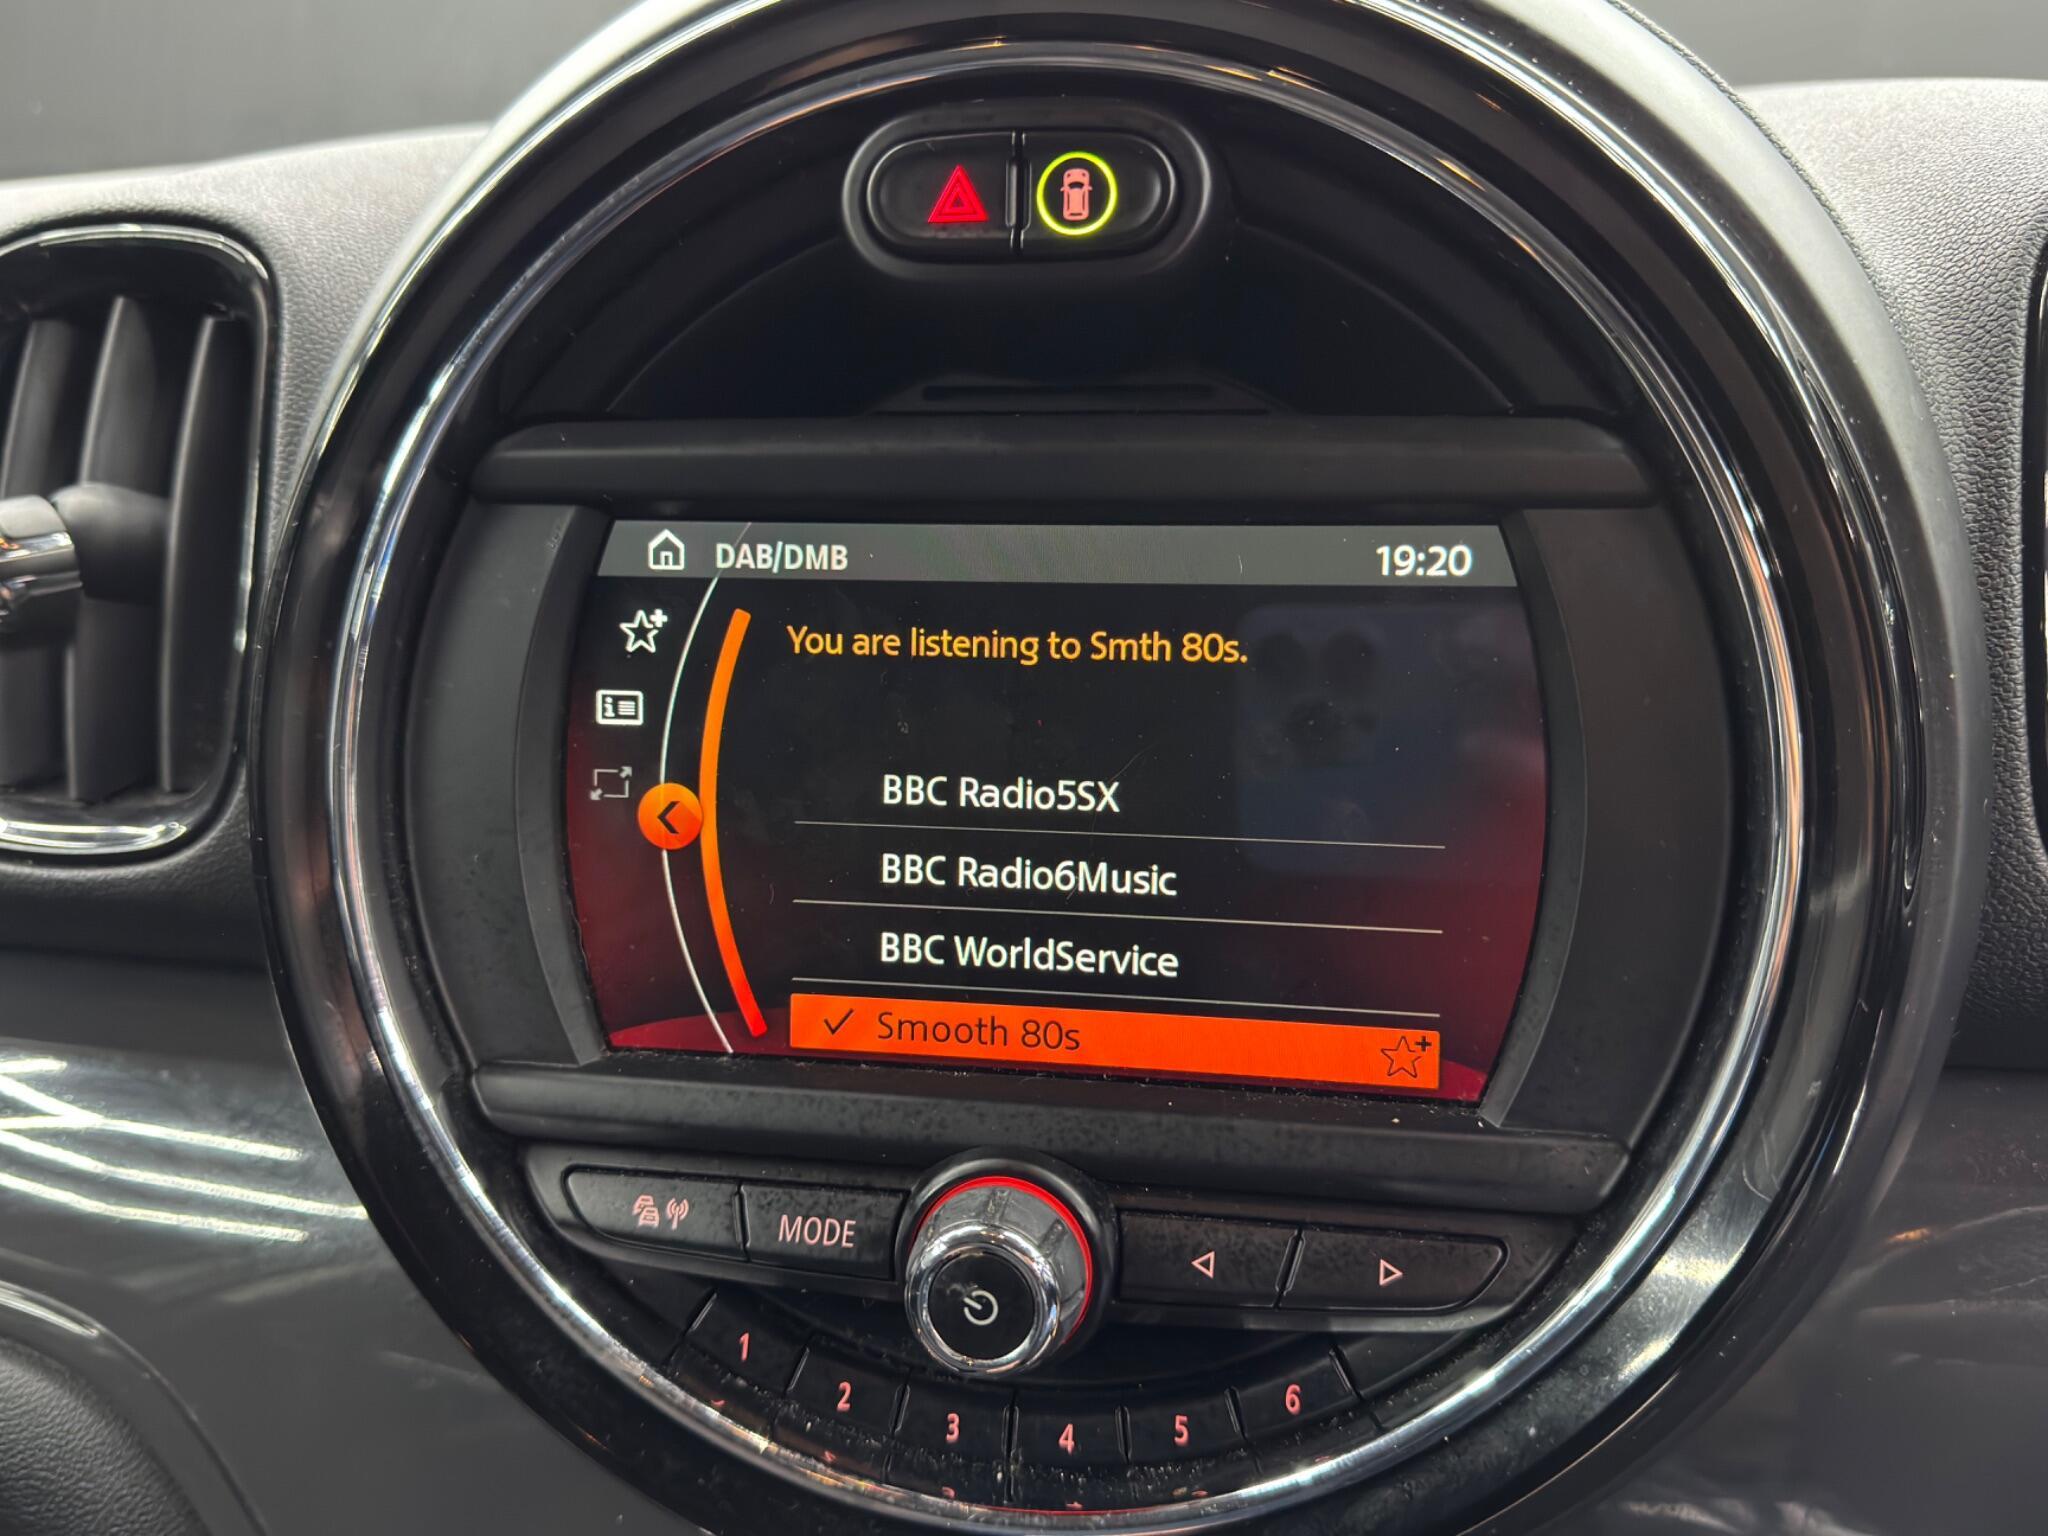 DAB/DMB 19:20
You are listening to Smth 80s.
BBC Radio5SX
BBC Radio6Music
BBC WorldService
Smooth 80s
MODE
1 2 3 4 5 6